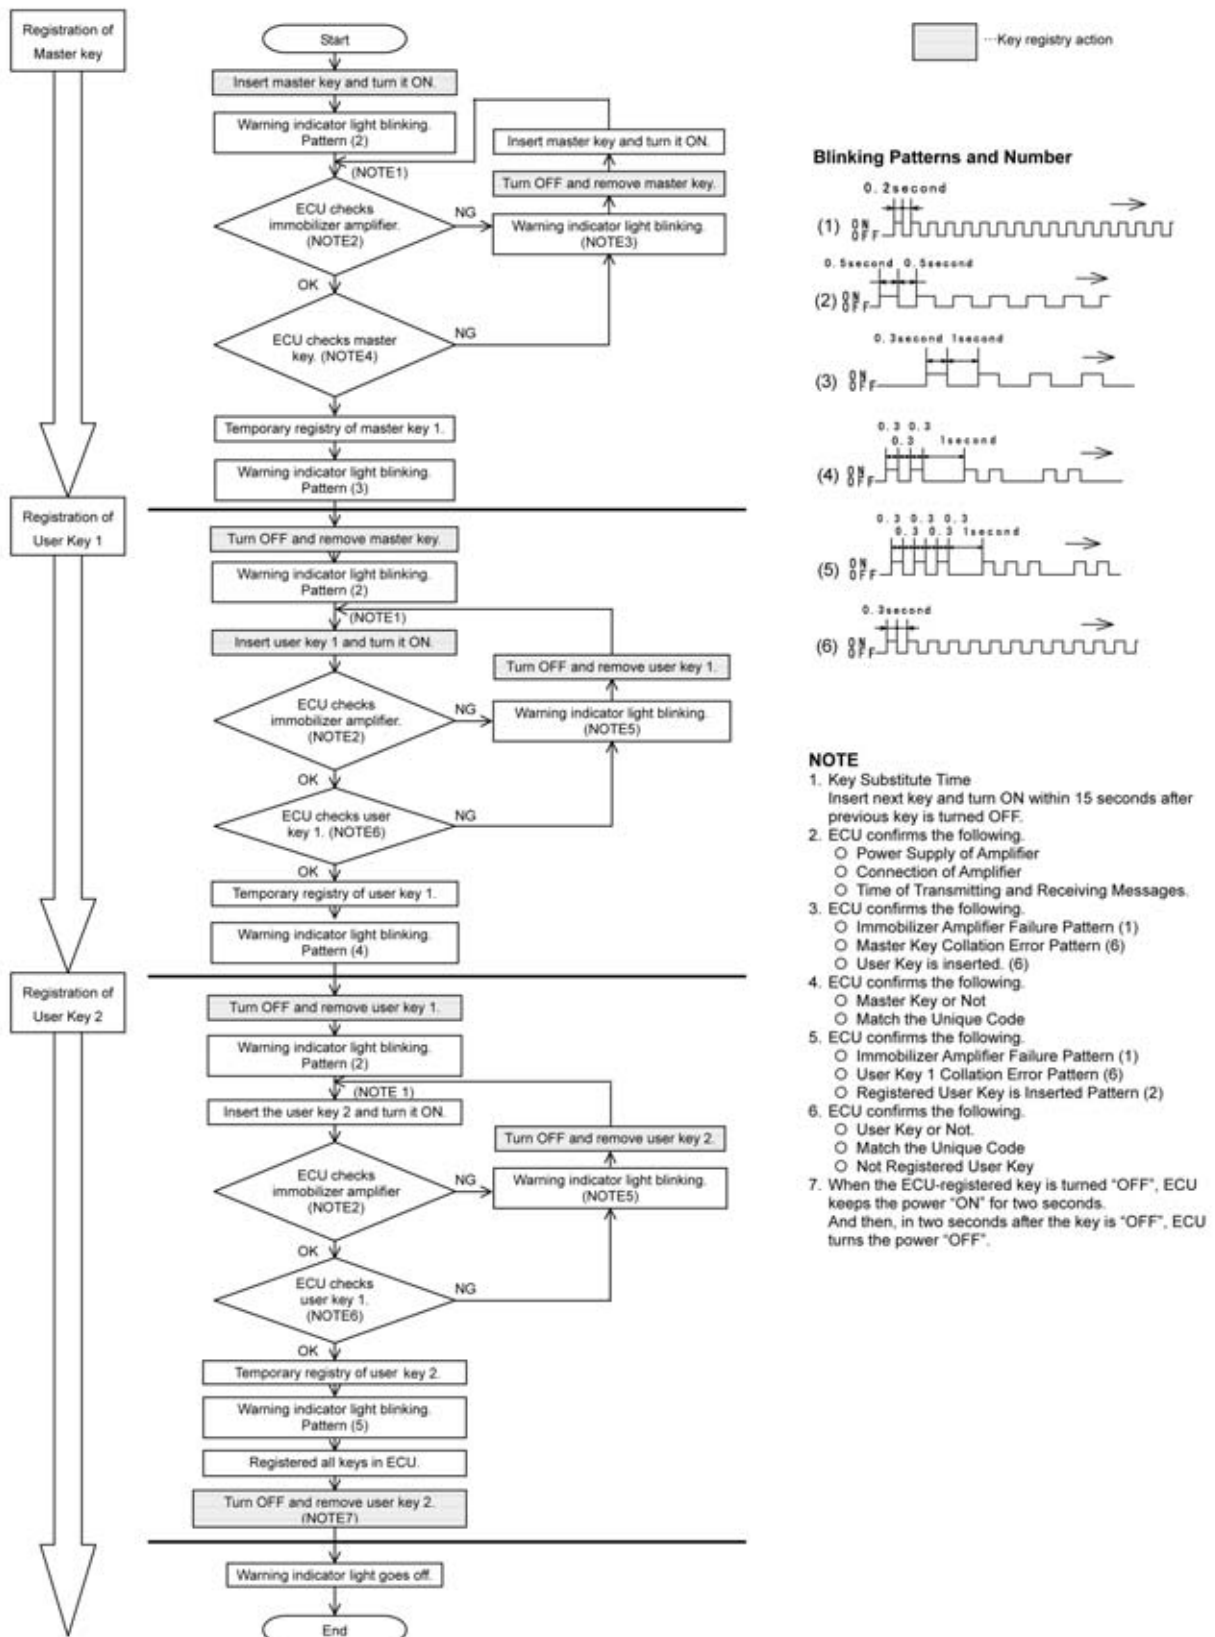 Registration of
Master key
Start
Insert master key and turn it ON.
Warning indicator light blinking.
Pattern (2)
(NOTE1)
Insert master key and turn it ON.
Turn OFF and remove master key.
ECU checks
immobilizer amplifier.
(NOTE2)
NG
Warning indicator light blinking.
(NOTE3)
OK
ECU checks master
key. (NOTE4)
NG
Temporary registry of master key 1.
Warning indicator light blinking.
Pattern (3)
Registration of
User Key 1
Turn OFF and remove master key.
Warning indicator light blinking.
Pattern (2)
(NOTE1)
Insert user key 1 and turn it ON.
Turn OFF and remove user key 1.
ECU checks
immobilizer amplifier.
(NOTE2)
NG
Warning indicator light blinking.
(NOTE5)
OK
ECU checks user
key 1. (NOTE6)
NG
OK
Temporary registry of user key 1.
Warning indicator light blinking.
Pattern (4)
Registration of
User Key 2
Turn OFF and remove user key 1.
Warning indicator light blinking.
Pattern (2)
(NOTE 1)
Insert the user key 2 and turn it ON.
Turn OFF and remove user key 2.
ECU checks
immobilizer amplifier
(NOTE2)
NG
Warning indicator light blinking.
(NOTE5)
OK
ECU checks
user key 1.
(NOTE6)
NG
OK
Temporary registry of user key 2.
Warning indicator light blinking.
Pattern (5)
Registered all keys in ECU.
Turn OFF and remove user key 2.
(NOTE7)
Warning indicator light goes off.
End
···Key registry action
Blinking Patterns and Number
0.2second
(1) ON
OFF
0.5second 0.5second
(2) ON
OFF
0.3second 1second
(3) ON
OFF
0.3 0.3
0.3 1second
(4) ON
OFF
0.3 0.3 0.3
0.3 0.3 1second
(5) ON
OFF
0.3second
(6) ON
OFF
NOTE
1. Key Substitute Time
Insert next key and turn ON within 15 seconds after
previous key is turned OFF.
2. ECU confirms the following.
○ Power Supply of Amplifier
○ Connection of Amplifier
○ Time of Transmitting and Receiving Messages.
3. ECU confirms the following.
○ Immobilizer Amplifier Failure Pattern (1)
○ Master Key Collation Error Pattern (6)
○ User Key is inserted. (6)
4. ECU confirms the following.
○ Master Key or Not
○ Match the Unique Code
5. ECU confirms the following.
○ Immobilizer Amplifier Failure Pattern (1)
○ User Key 1 Collation Error Pattern (6)
○ Registered User Key is Inserted Pattern (2)
6. ECU confirms the following.
○ User Key or Not.
○ Match the Unique Code
○ Not Registered User Key
7. When the ECU-registered key is turned “OFF”, ECU
keeps the power “ON” for two seconds.
And then, in two seconds after the key is “OFF”, ECU
turns the power “OFF”.